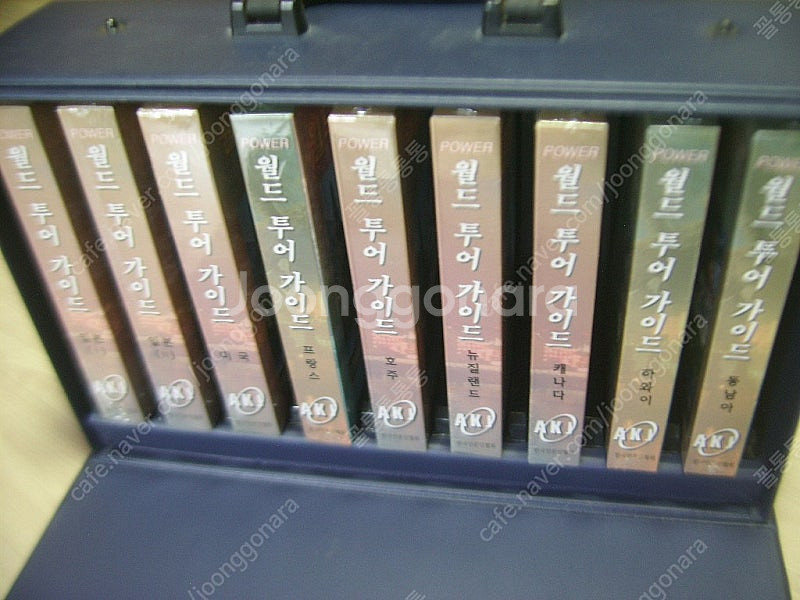 POWER
월드 투어 가이드
일본
AKI
POWER
월드 투어 가이드
일본
AKI
POWER
월드 투어 가이드
미국
AKI
POWER
월드 투어 가이드
프랑스
AKI
POWER
월드 투어 가이드
호주
AKI
POWER
월드 투어 가이드
뉴질랜드
AKI
POWER
월드 투어 가이드
캐나다
AKI
POWER
월드 투어 가이드
하와이
AKI
POWER
월드 투어 가이드
동남아
AKI
Joonggonara
cafe.naver.com/joonggonara
꼴통통